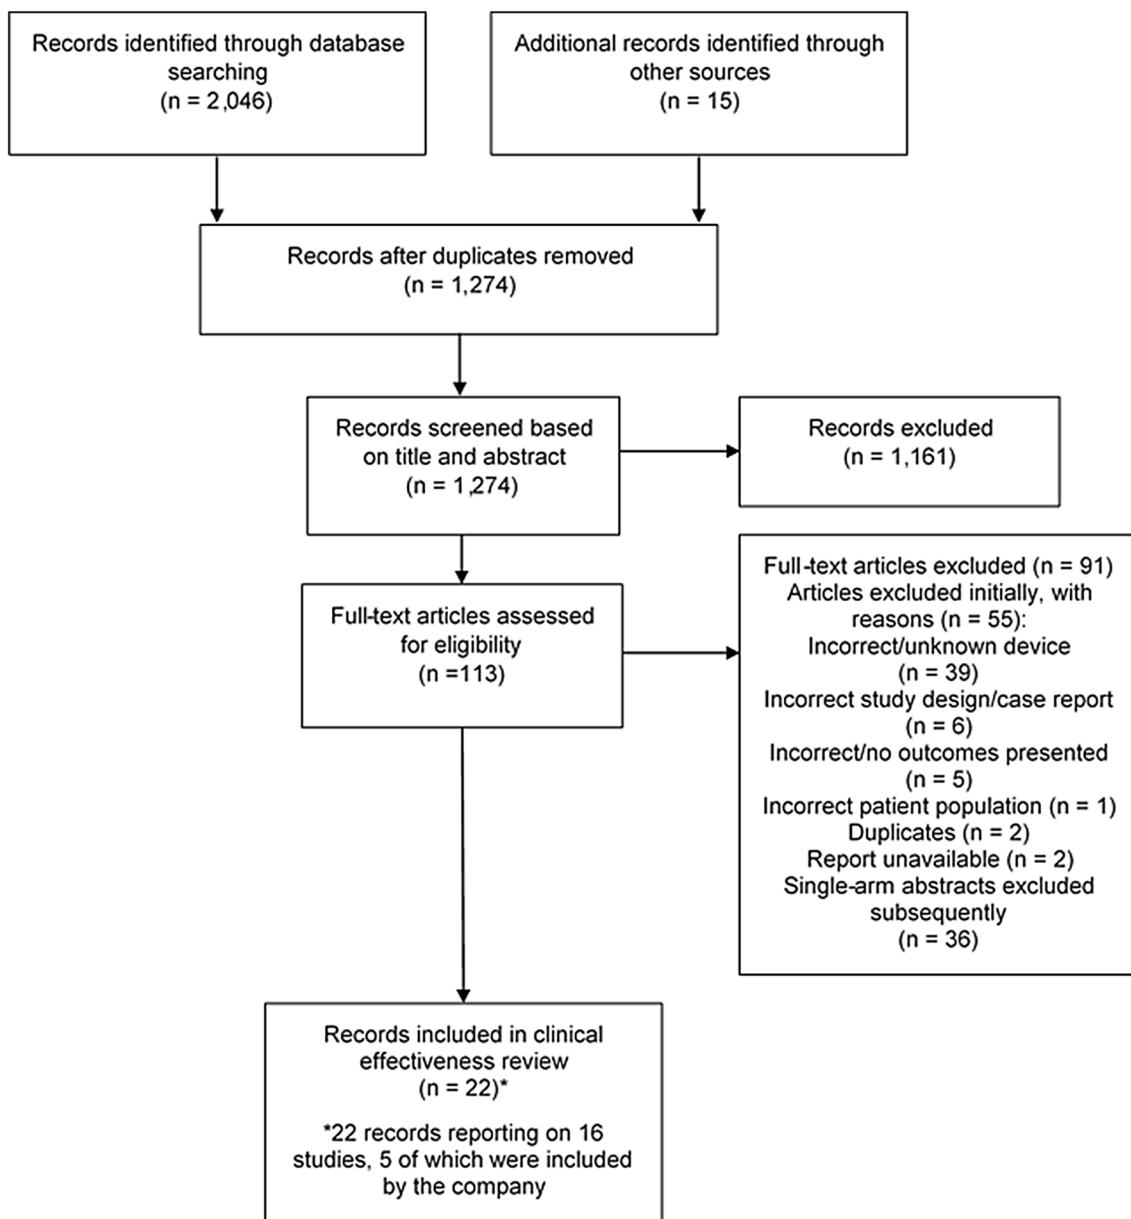 Records identified through database
searching
(n = 2,046)
Additional records identified through
other sources
(n = 15)
Records after duplicates removed
(n = 1,274)
Records screened based
on title and abstract
(n = 1,274)
Records excluded
(n = 1,161)
Full-text articles assessed
for eligibility
(n =113)
Full-text articles excluded (n = 91)
Articles excluded initially, with
reasons (n = 55):
Incorrect/unknown device
(n = 39)
Incorrect study design/case report
(n = 6)
Incorrect/no outcomes presented
(n = 5)
Incorrect patient population (n = 1)
Duplicates (n = 2)
Report unavailable (n = 2)
Single-arm abstracts excluded
subsequently
(n = 36)
Records included in clinical
effectiveness review
(n = 22)*
*22 records reporting on 16
studies, 5 of which were included
by the company